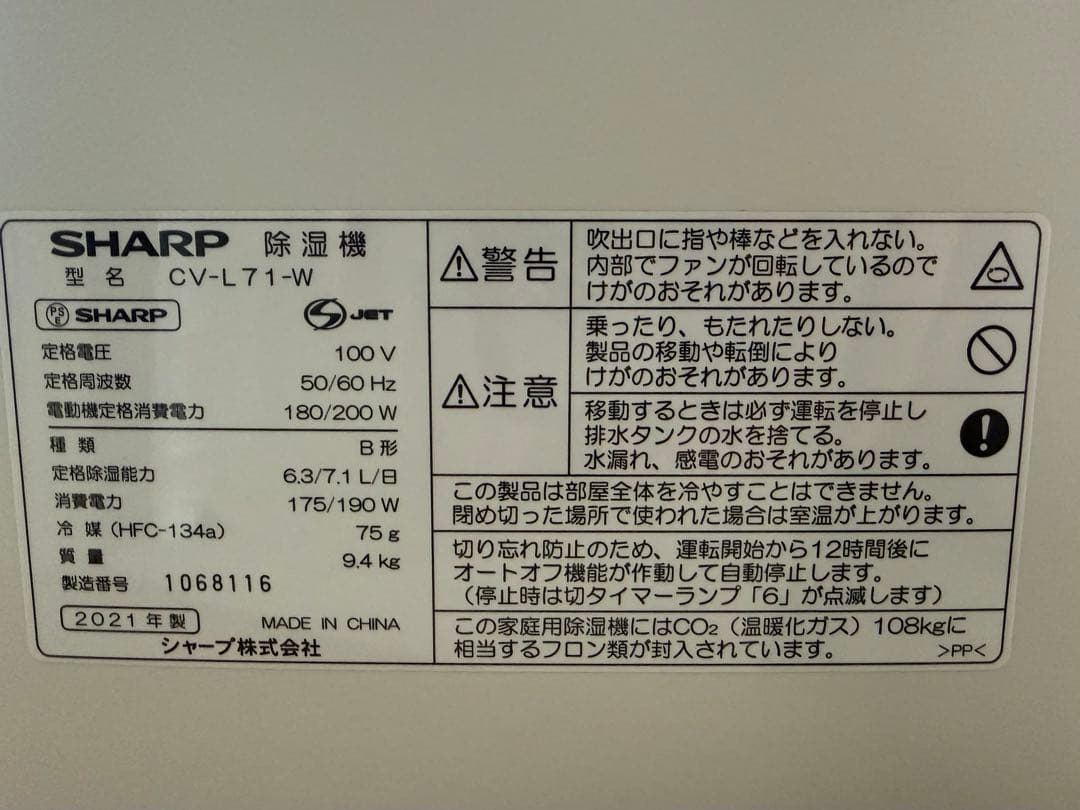 SHARP 除湿機
型名 CV-L71-W
PS E SHARP
S JET
定格電圧 100 V
定格周波数 50/60 Hz
電動機定格消費電力 180/200 W
種類 B 形
定格除湿能力 6.3/7.1 L/日
消費電力 175/190 W
冷媒(HFC-134a) 75 g
質量 9.4 kg
製造番号 1068116
2021年製 MADE IN CHINA
シャープ株式会社
警告
吹出口に指や棒などを入れない。
内部でファンが回転しているので
けがのおそれがあります。
注意
乗ったり、もたれたりしない。
製品の移動や転倒により
けがのおそれがあります。
移動するときは必ず運転を停止し
排水タンクの水を捨てる。
水漏れ、感電のおそれがあります。
この製品は部屋全体を冷やすことはできません。
閉め切った場所で使われた場合は室温が上がります。
切り忘れ防止のため、運転開始から12時間後に
オートオフ機能が作動して自動停止します。
(停止時は切タイマーランプ「6」が点滅します)
この家庭用除湿機にはCO₂(温暖化ガス)108kgに
相当するフロン類が封入されています。
>PP<